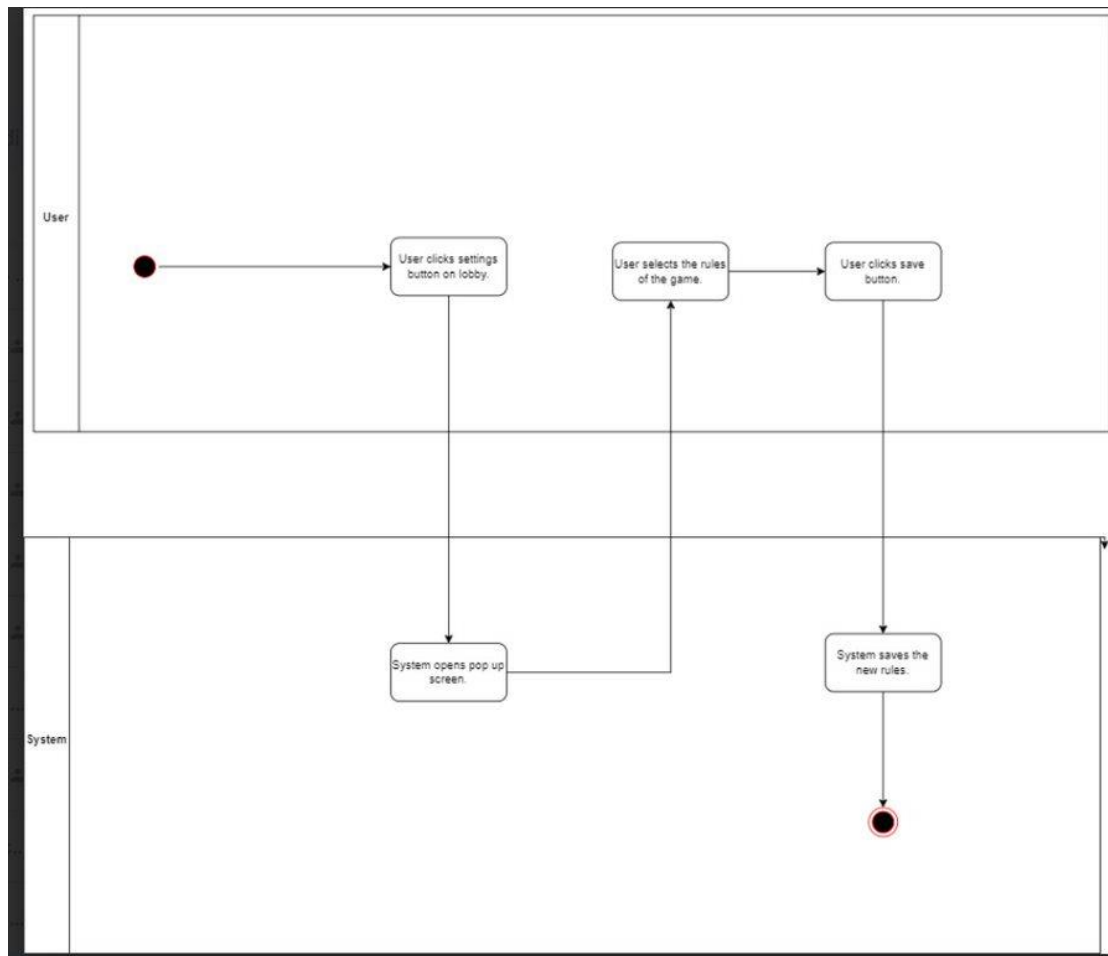 User
User clicks settings
button on lobby.
User selects the rules
of the game.
User clicks save
button.
System
System opens pop up
screen.
System saves the
new rules.